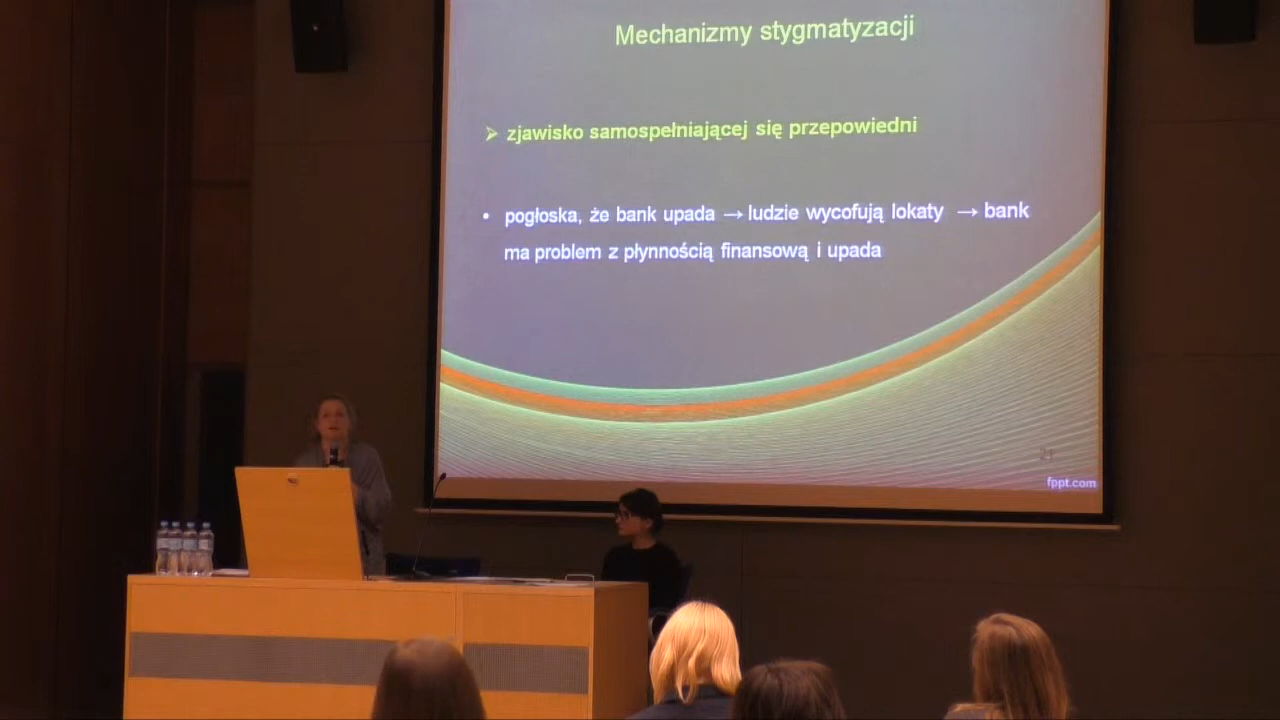 Mechanizmy stygmatyzacji
➢ zjawisko samospełniającej się przepowiedni
• pogłoska, że bank upada → ludzie wycofują lokaty → bank
ma problem z płynnością finansową i upada
fppt.com